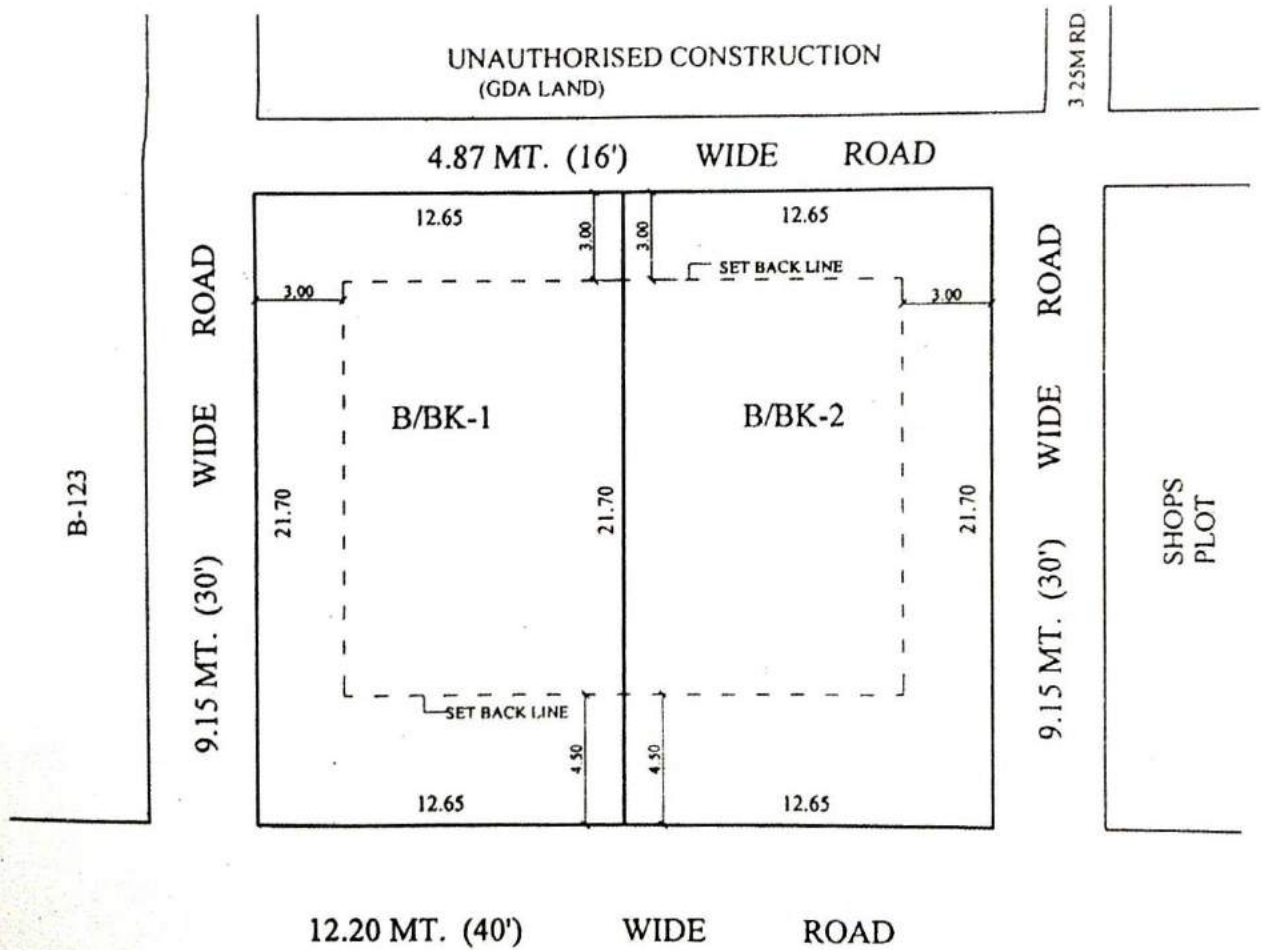 UNAUTHORISED CONSTRUCTION
(GDA LAND)
3 25M RD
4.87 MT. (16') WIDE ROAD
12.65
12.65
3.00
3.00
SET BACK LINE
3.00
3.00
9.15 MT. (30') WIDE ROAD
9.15 MT. (30') WIDE ROAD
B/BK-1
B/BK-2
B-123
21.70
21.70
21.70
SHOPS
PLOT
SET BACK LINE
4.50
4.50
12.65
12.65
12.20 MT. (40') WIDE ROAD